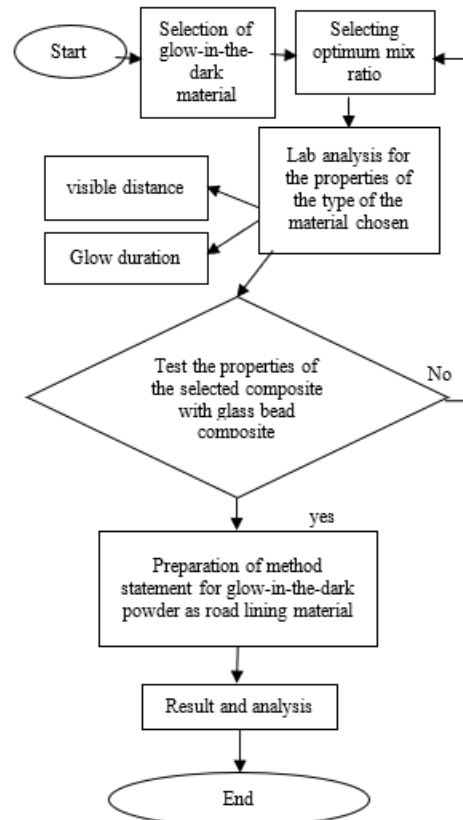 Start
Selection of
glow-in-the-
dark
material
Selecting
optimum mix
ratio
Lab analysis for
the properties of
the type of the
material chosen
visible distance
Glow duration
Test the properties of
the selected composite
with glass bead
composite
No
yes
Preparation of method
statement for glow-in-the-dark
powder as road lining material
Result and analysis
End